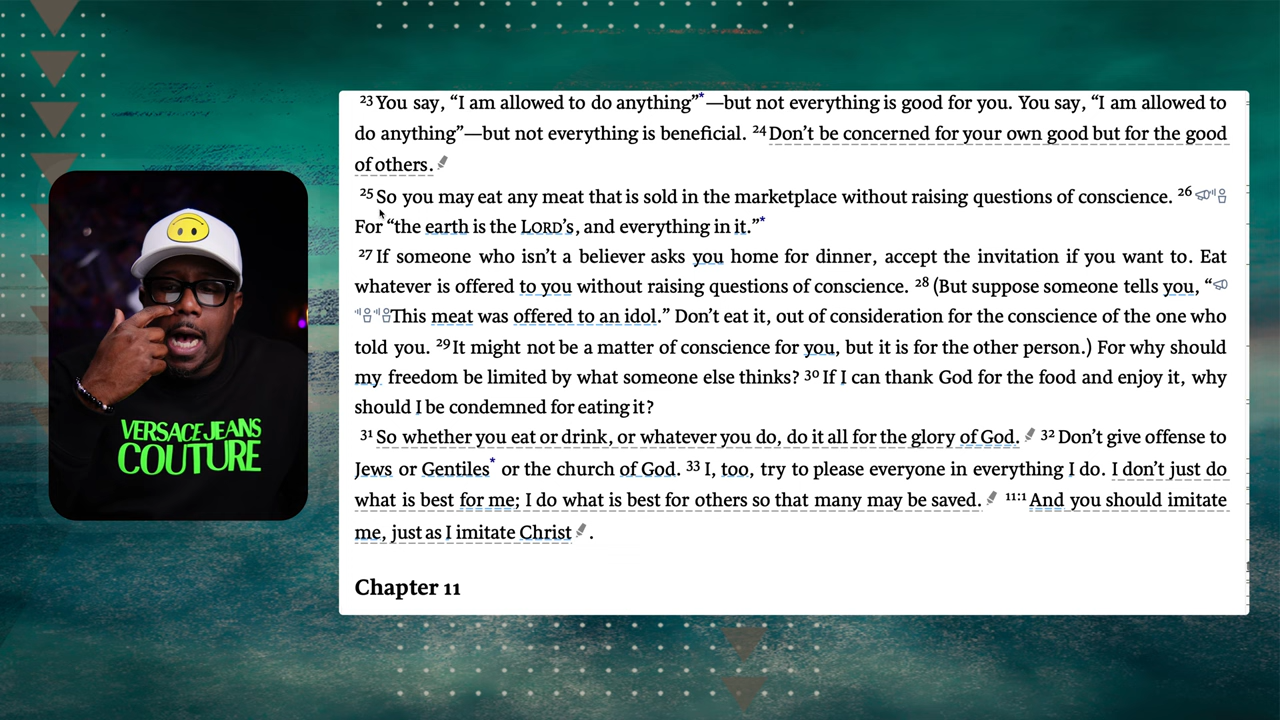 VERSACE JEANS
COUTURE
23 You say, “I am allowed to do anything”*—but not everything is good for you. You say, “I am allowed to
do anything”—but not everything is beneficial. 24 Don’t be concerned for your own good but for the good
of others.
25 So you may eat any meat that is sold in the marketplace without raising questions of conscience. 26
For “the earth is the LORD’s, and everything in it.”*
27 If someone who isn’t a believer asks you home for dinner, accept the invitation if you want to. Eat
whatever is offered to you without raising questions of conscience. 28 (But suppose someone tells you, “
This meat was offered to an idol.” Don’t eat it, out of consideration for the conscience of the one who
told you. 29 It might not be a matter of conscience for you, but it is for the other person.) For why should
my freedom be limited by what someone else thinks? 30 If I can thank God for the food and enjoy it, why
should I be condemned for eating it?
31 So whether you eat or drink, or whatever you do, do it all for the glory of God. 32 Don’t give offense to
Jews or Gentiles* or the church of God. 33 I, too, try to please everyone in everything I do. I don’t just do
what is best for me; I do what is best for others so that many may be saved. 11:1 And you should imitate
me, just as I imitate Christ .
Chapter 11